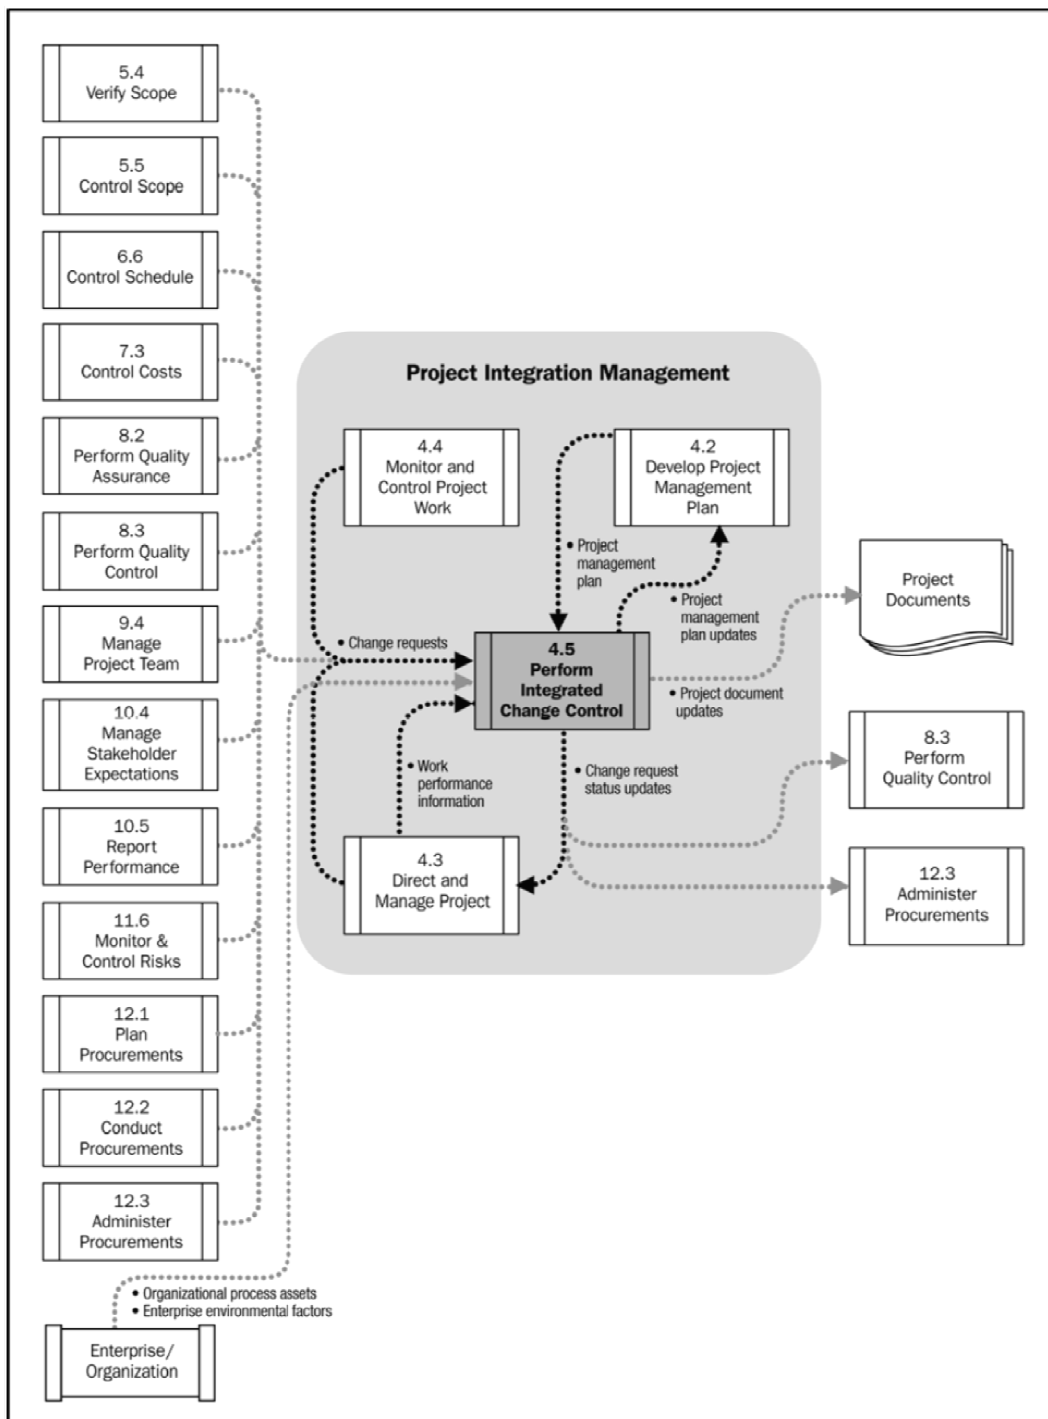 5.4
Verify Scope
5.5
Control Scope
6.6
Control Schedule
7.3
Control Costs
8.2
Perform Quality
Assurance
8.3
Perform Quality
Control
9.4
Manage
Project Team
10.4
Manage
Stakeholder
Expectations
10.5
Report
Performance
11.6
Monitor &
Control Risks
12.1
Plan
Procurements
12.2
Conduct
Procurements
12.3
Administer
Procurements
• Organizational process assets
• Enterprise environmental factors
Enterprise/
Organization
Project Integration Management
4.4
Monitor and
Control Project
Work
4.2
Develop Project
Management
Plan
• Project
management
plan
• Project
management
plan updates
• Change requests
4.5
Perform
Integrated
Change Control
• Project document
updates
• Work
performance
information
• Change request
status updates
4.3
Direct and
Manage Project
Project
Documents
8.3
Perform
Quality Control
12.3
Administer
Procurements